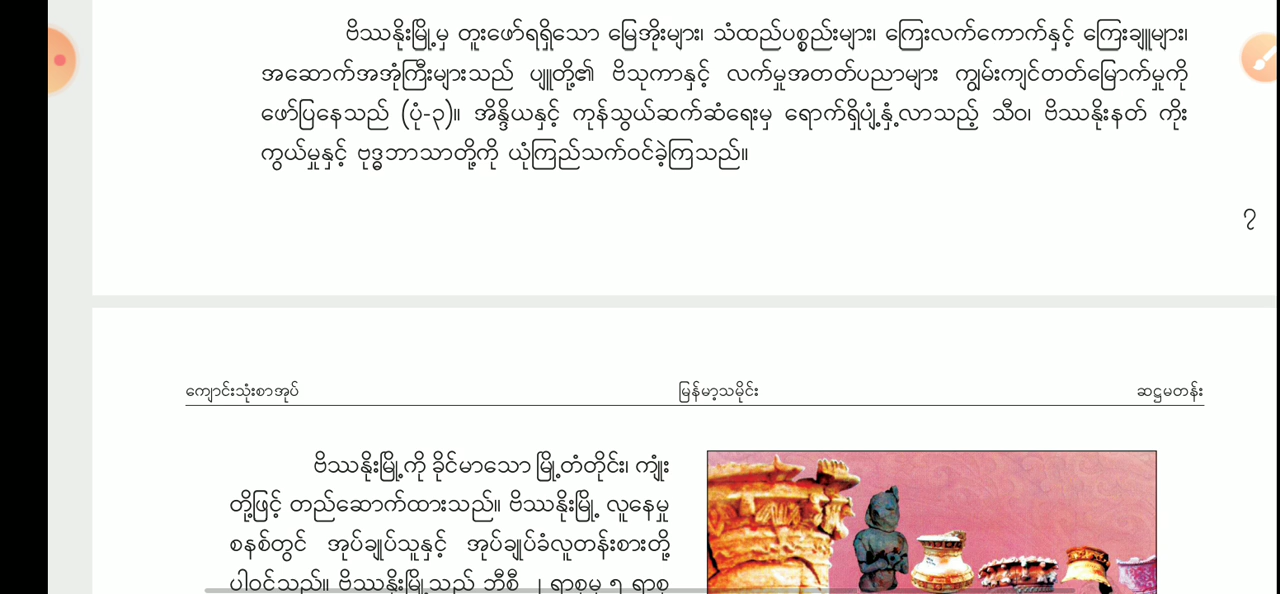 ဗိဿနိုးမြို့မှ တူးဖော်ရရှိသော မြေအိုးများ၊ သံထည်ပစ္စည်းများ၊ ကြေးလက်ကောက်နှင့် ကြေးချူများ၊
အဆောက်အအုံကြီးများသည် ပျူတို့၏ ဗိသုကာနှင့် လက်မှုအတတ်ပညာများ ကျွမ်းကျင်တတ်မြောက်မှုကို
ဖော်ပြနေသည် (ပုံ-၃)။ အိန္ဒိယနှင့် ကုန်သွယ်ဆက်ဆံရေးမှ ရောက်ရှိပျံ့နှံ့လာသည့် သီဝ၊ ဗိဿနိုးနတ် ကိုး
ကွယ်မှုနှင့် ဗုဒ္ဓဘာသာတို့ကို ယုံကြည်သက်ဝင်ခဲ့ကြသည်။
၇
ကျောင်းသုံးစာအုပ် မြန်မာ့သမိုင်း ဆဋ္ဌမတန်း
ဗိဿနိုးမြို့ကို ခိုင်မာသော မြို့တံတိုင်း၊ ကျုံး
တို့ဖြင့် တည်ဆောက်ထားသည်။ ဗိဿနိုးမြို့ လူနေမှု
စနစ်တွင် အုပ်ချုပ်သူနှင့် အုပ်ချုပ်ခံလူတန်းစားတို့
ပါဝင်သည်။ ဗိဿနိုးမြို့သည် ဘီစီ ၂ ရာစုမှ ၅ ရာစု